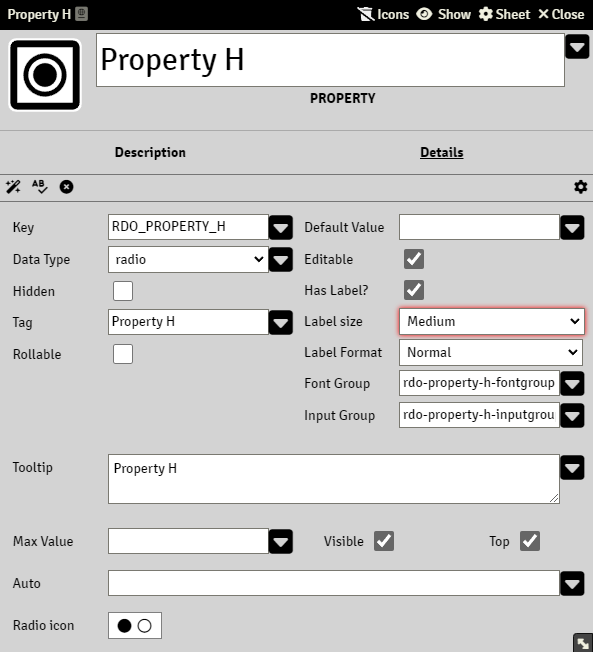 Property H Icons Show Sheet Close
Property H
PROPERTY
Description Details
AB
Key RDO_PROPERTY_H Default Value
Data Type radio Editable
Hidden Has Label?
Tag Property H Label size Medium
Rollable Label Format Normal
Font Group rdo-property-h-fontgroup
Input Group rdo-property-h-inputgrou
Tooltip Property H
Max Value Visible Top
Auto
Radio icon